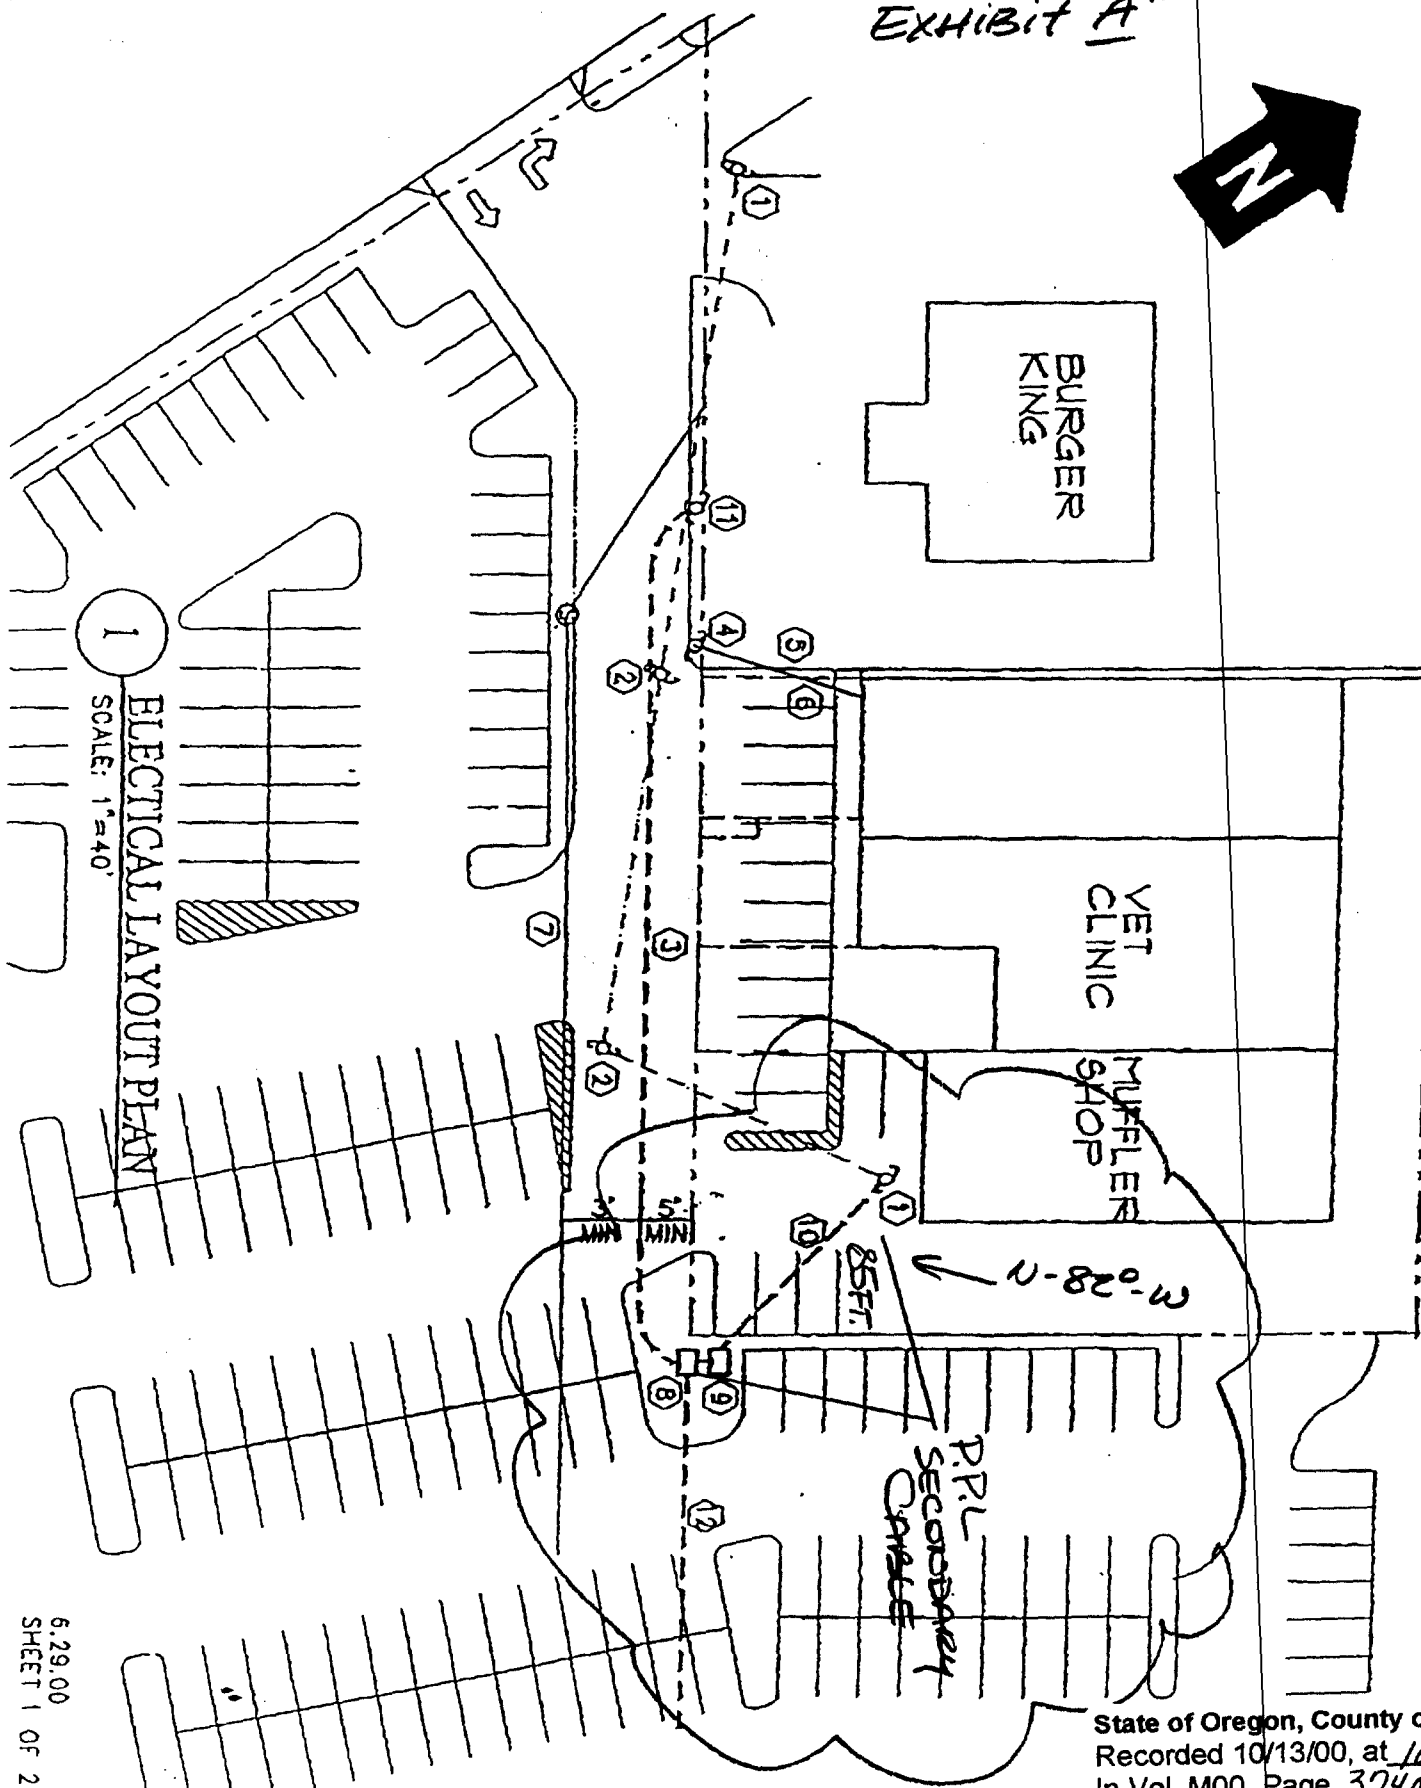 EXHIBIT A
N
BURGER
KING
1
11
4
5
2
6
VET
CLINIC
7
3
2
MUFFLER
SHOP
1
10
85FT.
5'
MIN
MIN
8
9
P.P.L
SECONDARY
CABLE
12
1
ELECTICAL LAYOUT PLAN
SCALE: 1"=40'
6.29.00
SHEET 1 OF 2
State of Oregon, County o
Recorded 10/13/00, at
In Vol. M00, Page